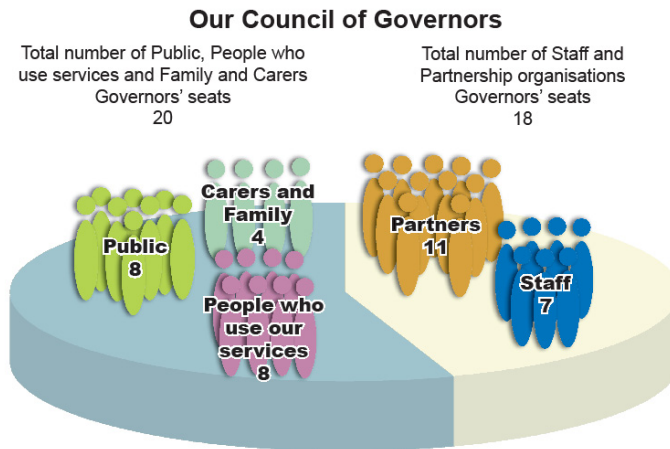 Our Council of Governors
Total number of Public, People who
use services and Family and Carers
Governors' seats
20
Total number of Staff and
Partnership organisations
Governors' seats
18
Carers and
Family
4
Public
8
People who
use our
services
8
Partners
11
Staff
7